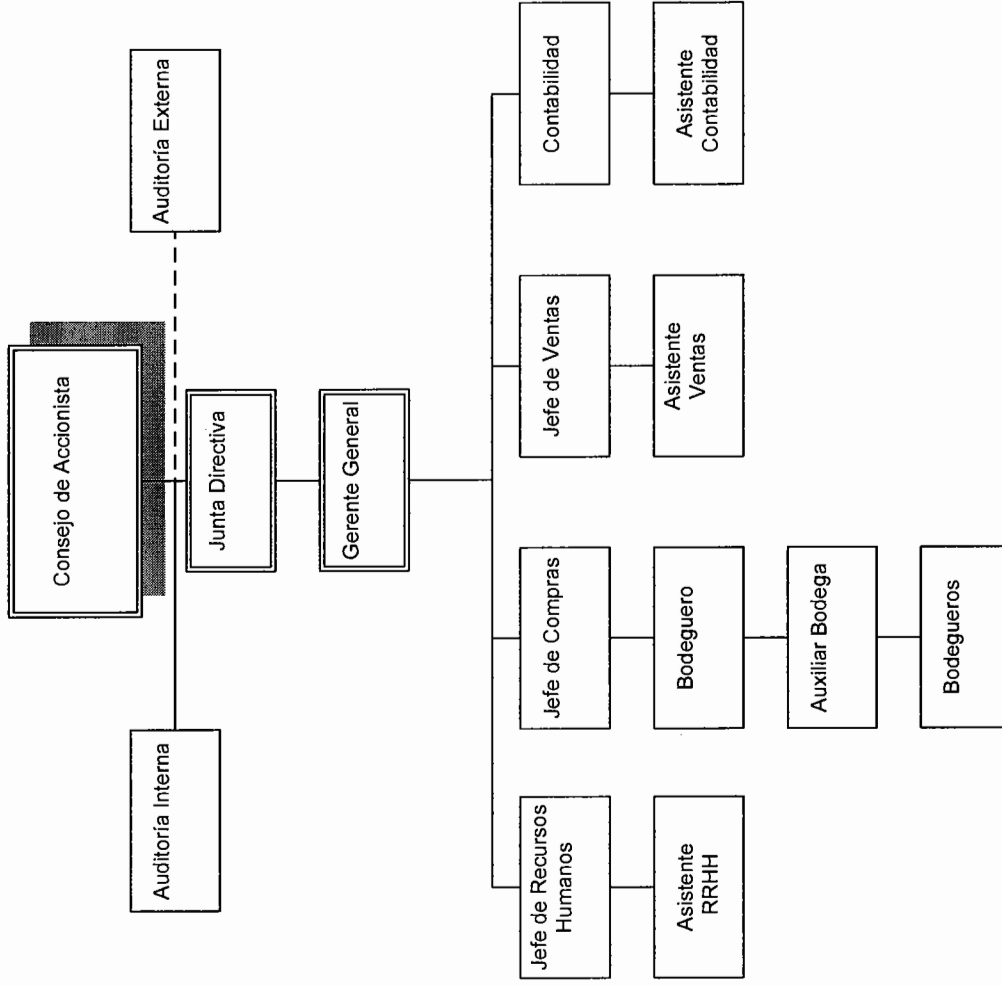 Consejo de Accionista
Auditoría Interna
Auditoría Externa
Junta Directiva
Gerente General
Jefe de Recursos
Humanos
Jefe de Compras
Jefe de Ventas
Contabilidad
Asistente
RRHH
Bodeguero
Asistente
Ventas
Asistente
Contabilidad
Auxiliar Bodega
Bodegueros